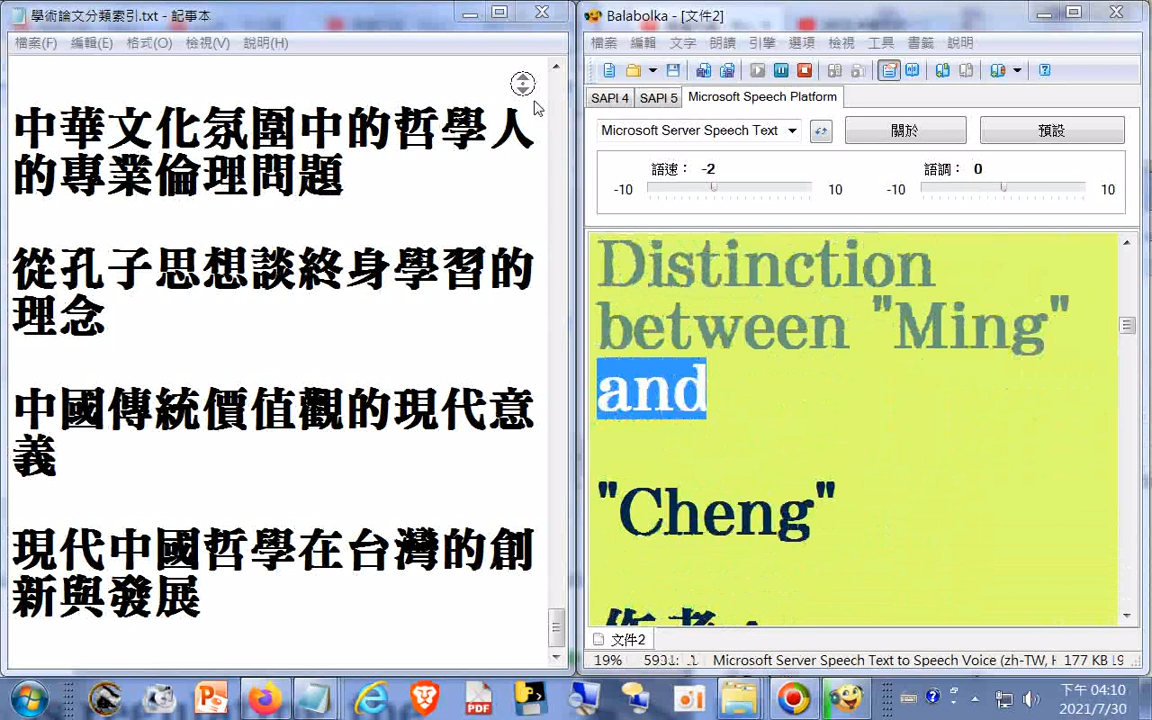 學術論文分類索引.txt - 記事本
檔案(F) 編輯(E) 格式(O) 檢視(V) 說明(H)
中華文化氛圍中的哲學人
的專業倫理問題
從孔子思想談終身學習的
理念
中國傳統價值觀的現代意
義
現代中國哲學在台灣的創
新與發展
Balabolka - [文件2]
檔案 編輯 文字 朗讀 引擎 選項 檢視 工具 書籤 說明
SAPI 4 SAPI 5 Microsoft Speech Platform
Microsoft Server Speech Text 關於 預設
語速： -2 語調： 0
-10 10 -10 10
Distinction
between "Ming"
and
"Cheng"
作者：
文件2
19% Microsoft Server Speech Text to Speech Voice (zh-TW, 177 KB
PDF
下午 04:10
2021/7/30